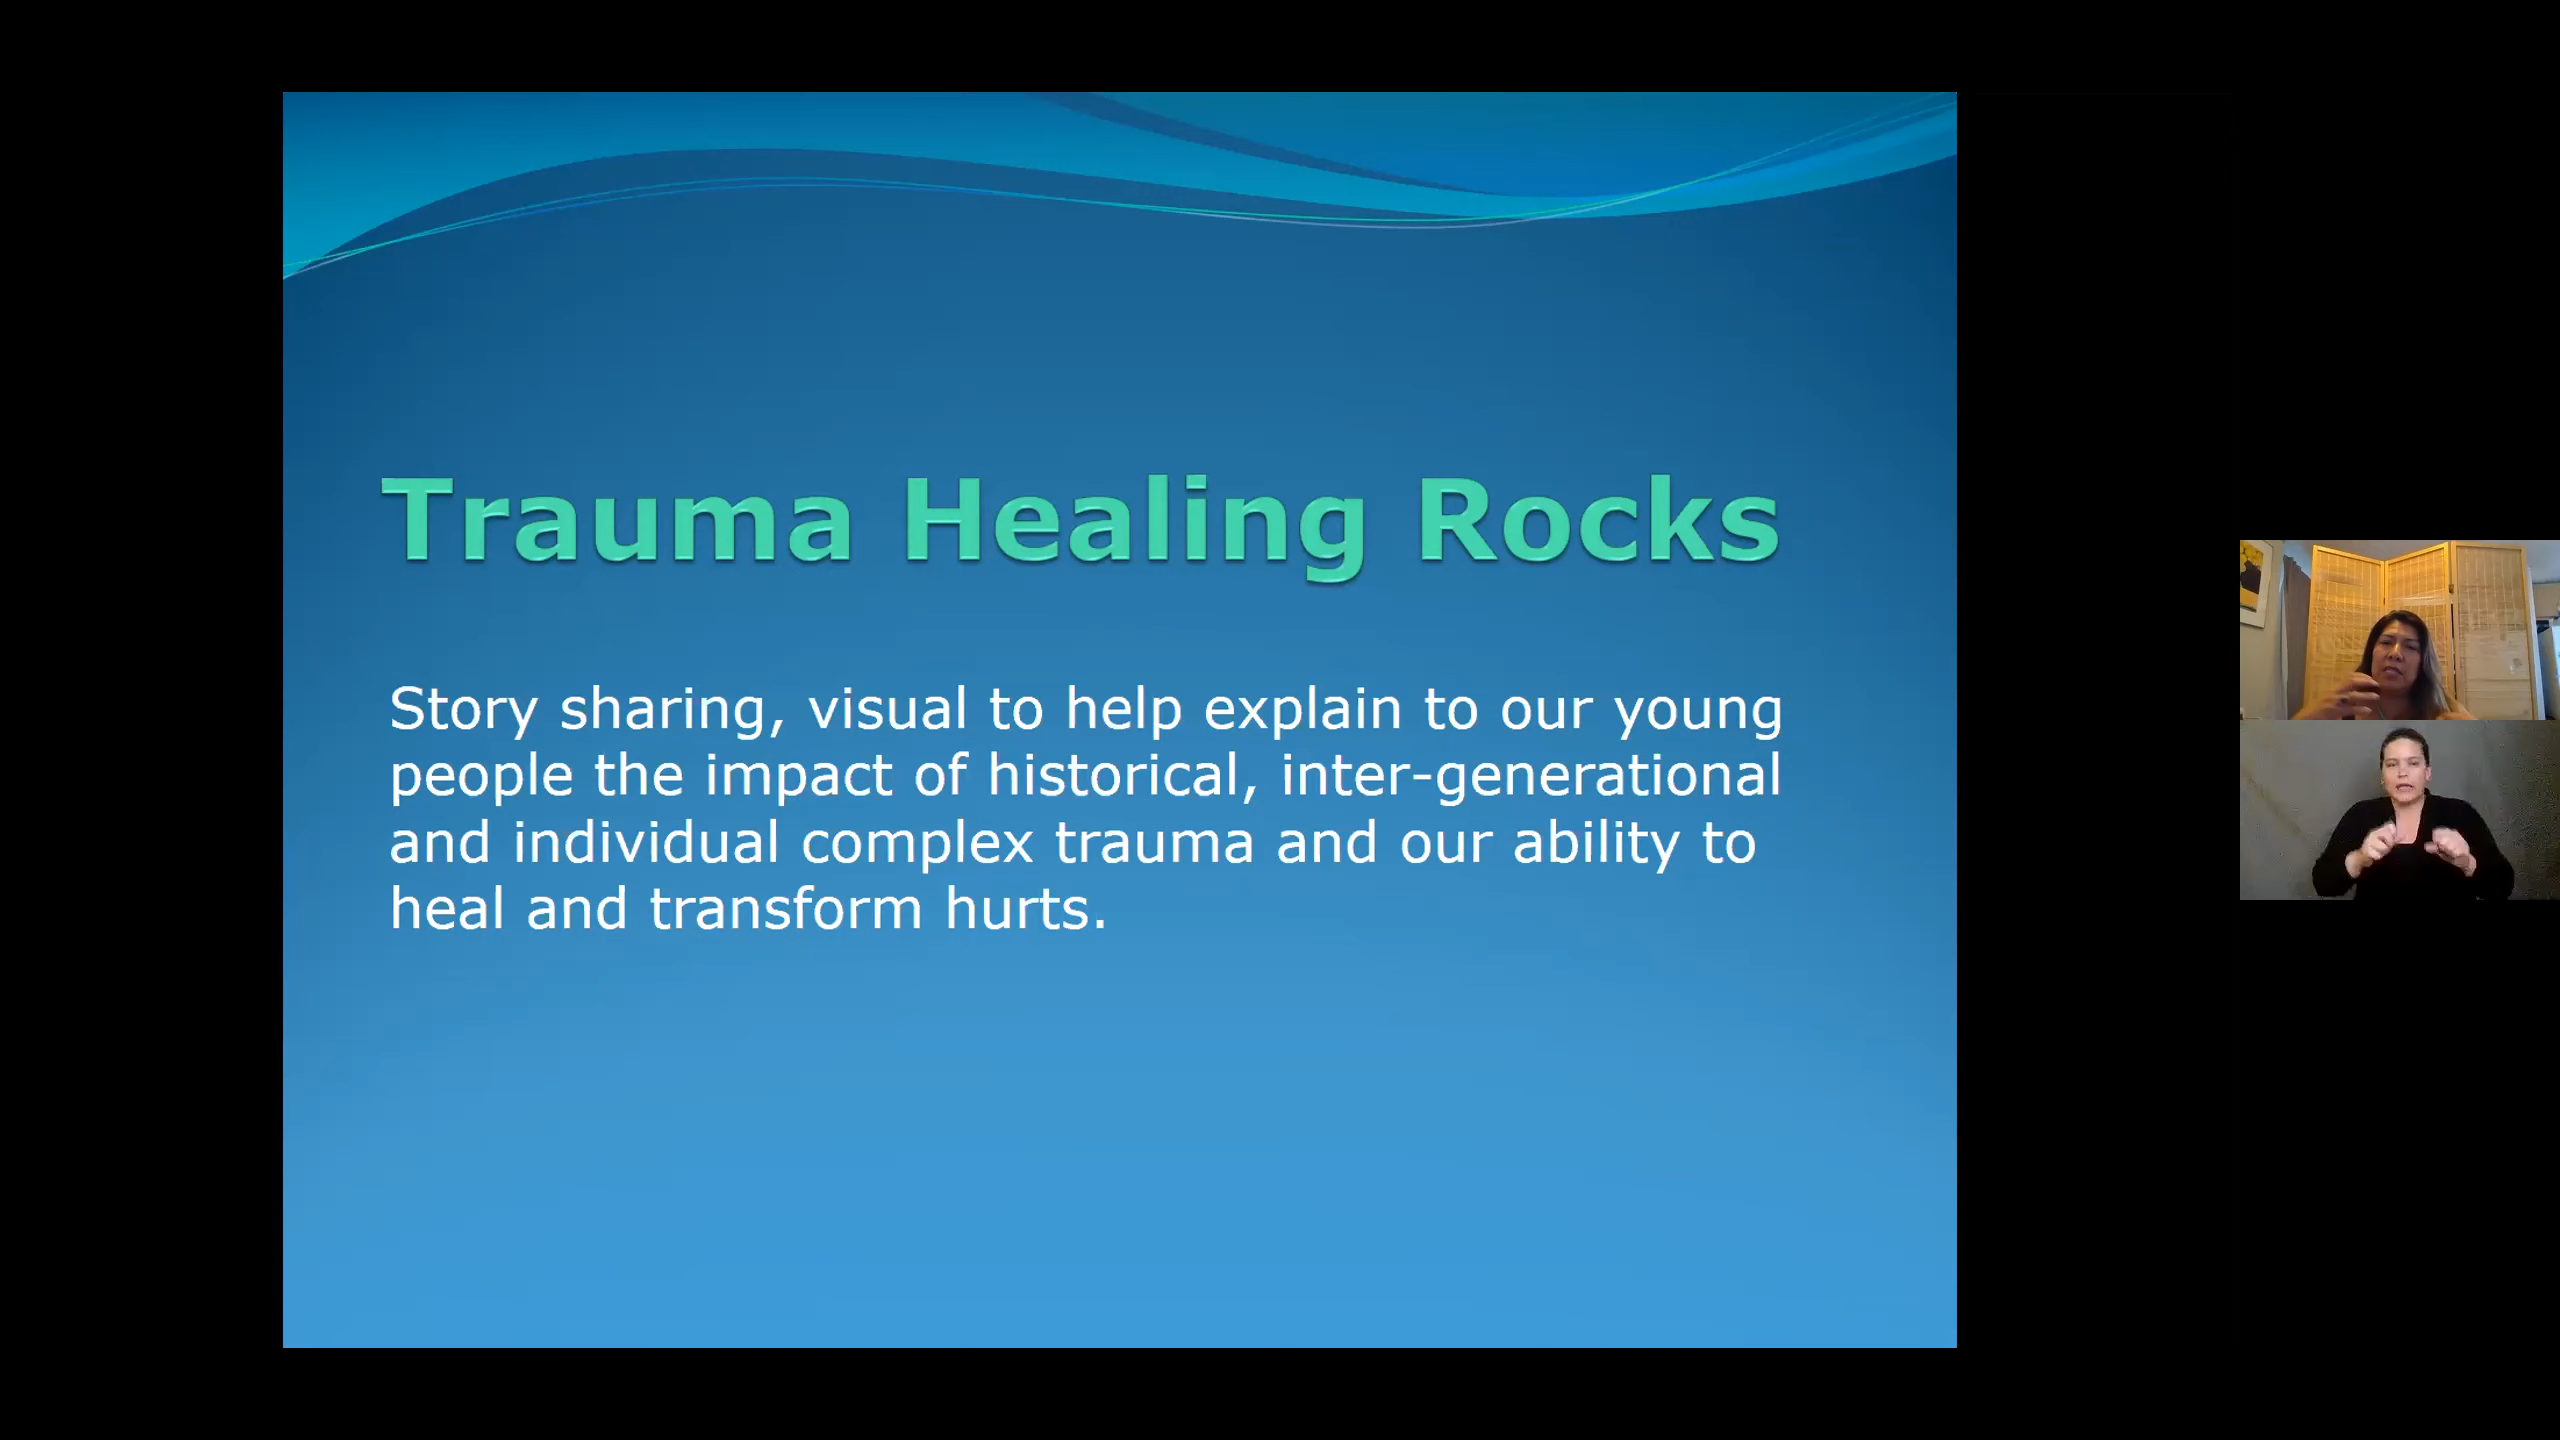 Trauma Healing Rocks
Story sharing, visual to help explain to our young
people the impact of historical, inter-generational
and individual complex trauma and our ability to
heal and transform hurts.